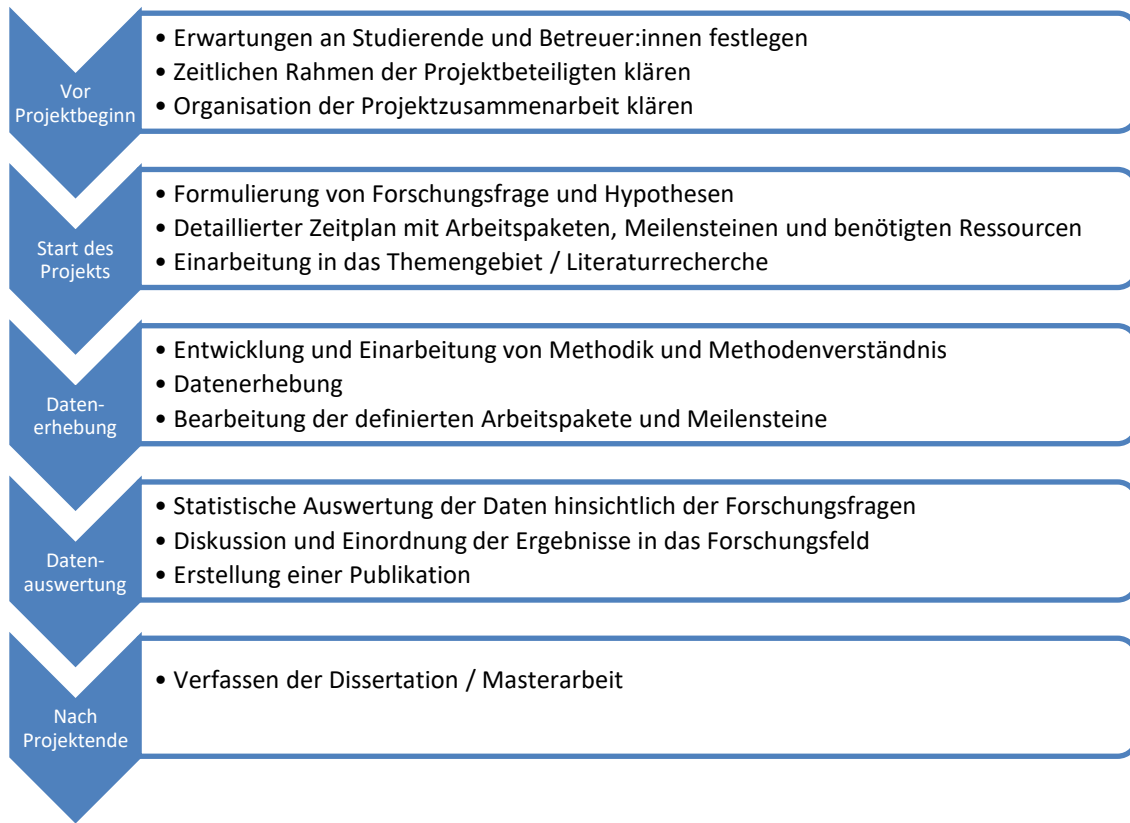 Vor
Projektbeginn
• Erwartungen an Studierende und Betreuer:innen festlegen
• Zeitlichen Rahmen der Projektbeteiligten klären
• Organisation der Projektzusammenarbeit klären
Start des
Projekts
• Formulierung von Forschungsfrage und Hypothesen
• Detaillierter Zeitplan mit Arbeitspaketen, Meilensteinen und benötigten Ressourcen
• Einarbeitung in das Themengebiet / Literaturrecherche
Daten-
erhebung
• Entwicklung und Einarbeitung von Methodik und Methodenverständnis
• Datenerhebung
• Bearbeitung der definierten Arbeitspakete und Meilensteine
Daten-
auswertung
• Statistische Auswertung der Daten hinsichtlich der Forschungsfragen
• Diskussion und Einordnung der Ergebnisse in das Forschungsfeld
• Erstellung einer Publikation
Nach
Projektende
• Verfassen der Dissertation / Masterarbeit